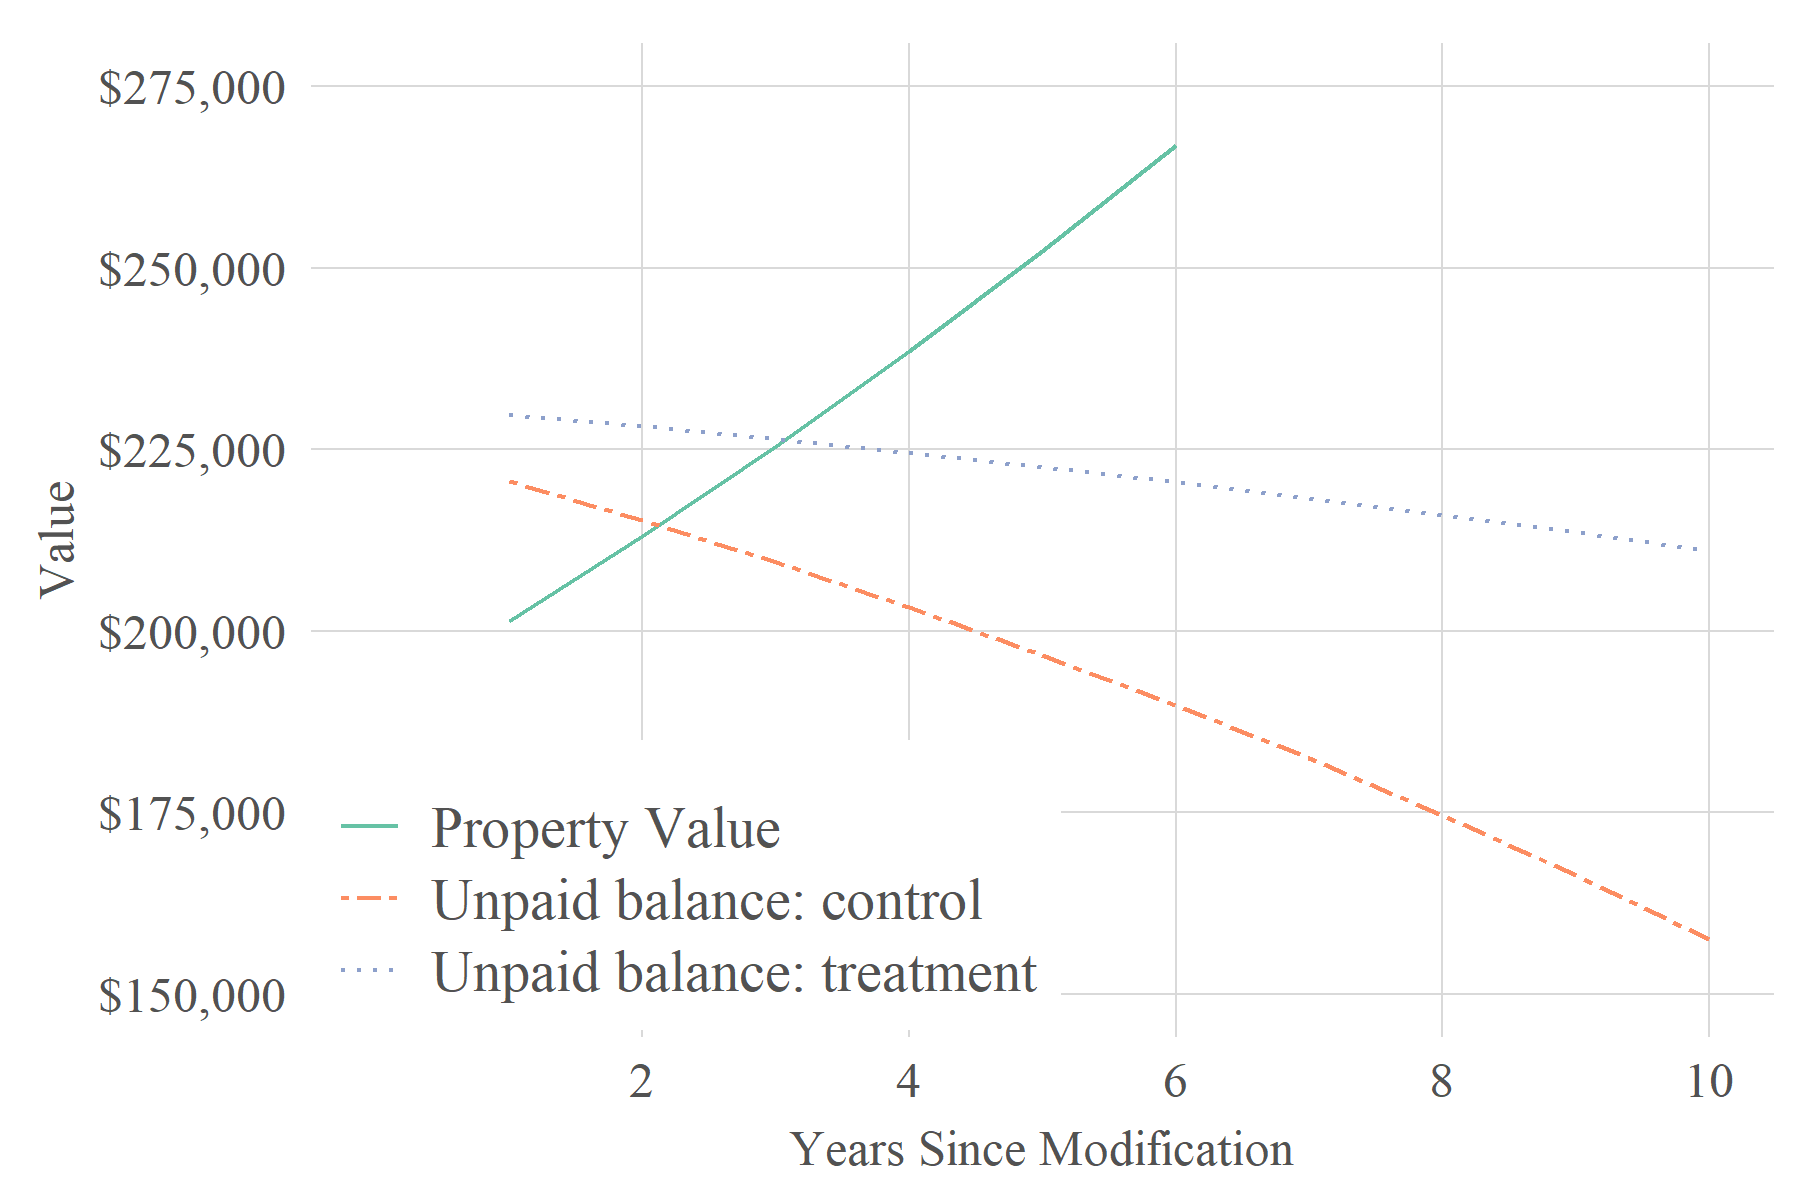 $275,000
$250,000
$225,000
$200,000
$175,000
$150,000
Value
Property Value
Unpaid balance: control
Unpaid balance: treatment
2 4 6 8 10
Years Since Modification